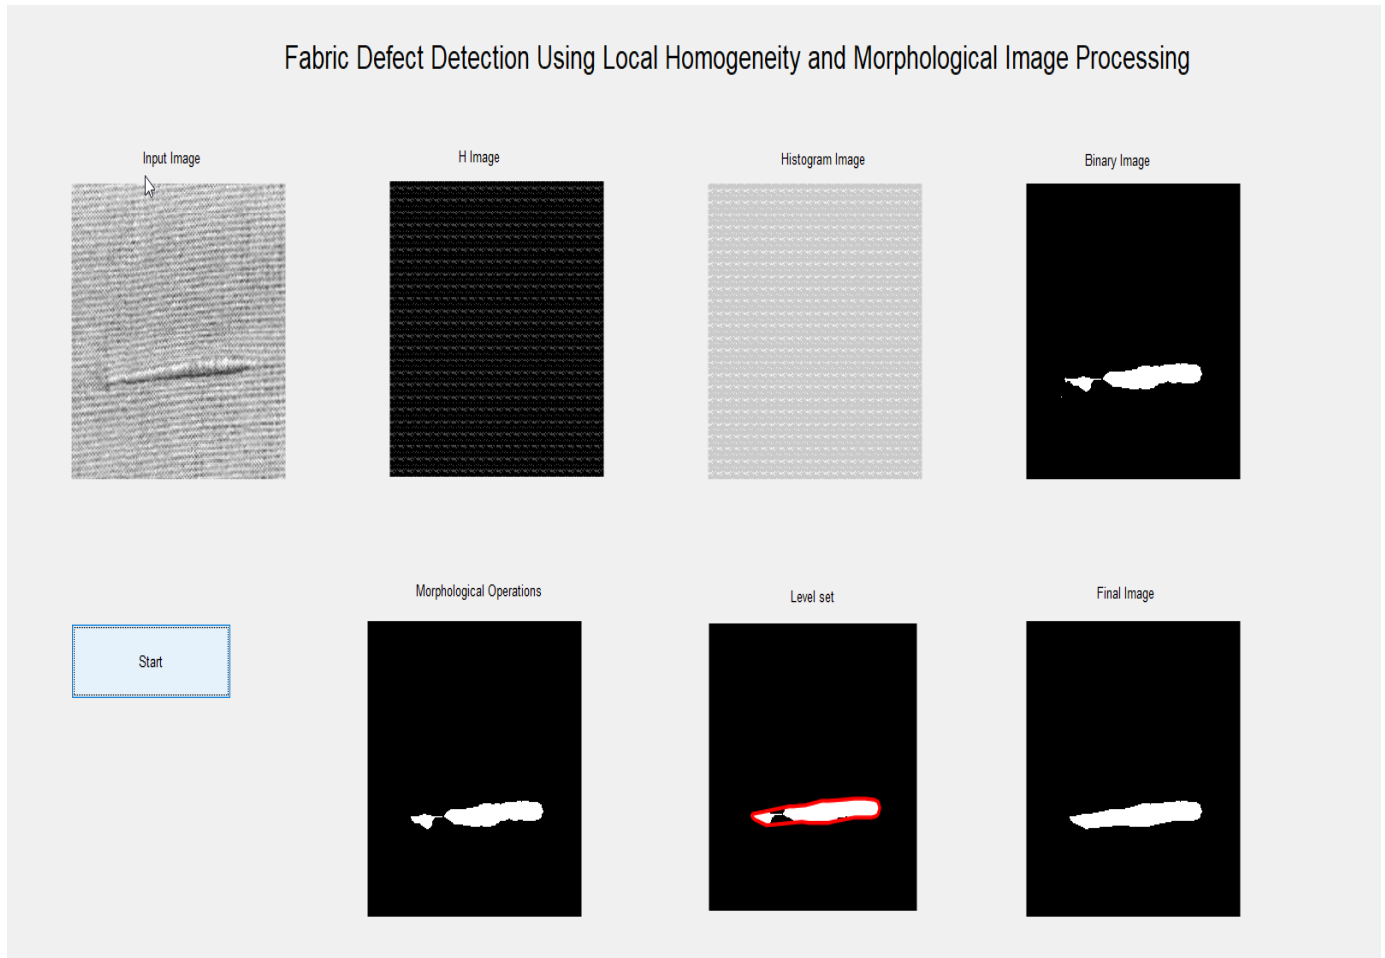 Fabric Defect Detection Using Local Homogeneity and Morphological Image Processing
Input Image
H Image
Histogram Image
Binary Image
Morphological Operations
Level set
Final Image
Start